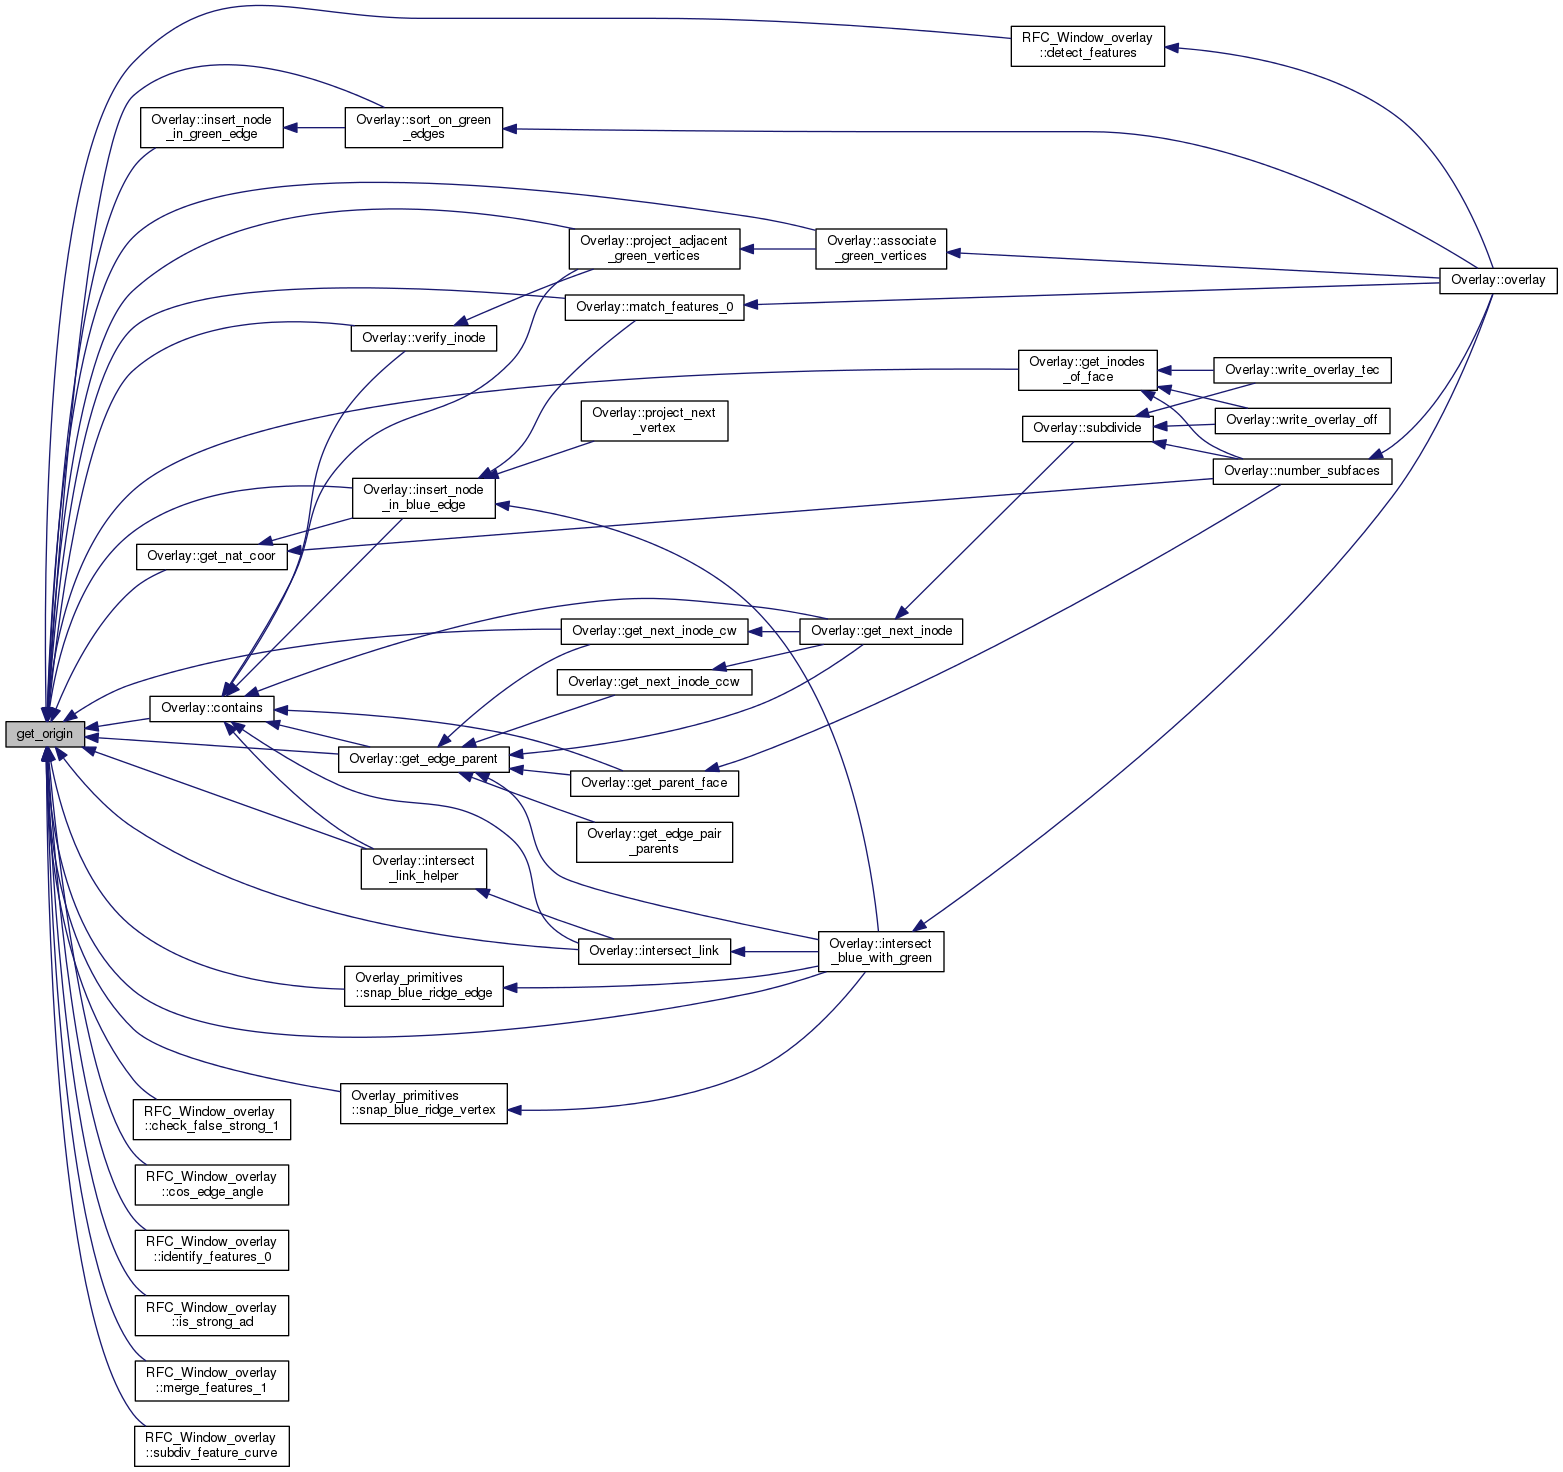 RFC_Window_overlay
::detect_features
Overlay::insert_node
_in_green_edge
Overlay::sort_on_green
_edges
Overlay::project_adjacent
_green_vertices
Overlay::associate
_green_vertices
Overlay::overlay
Overlay::match_features_0
Overlay::verify_inode
Overlay::get_inodes
_of_face
Overlay::write_overlay_tec
Overlay::project_next
_vertex
Overlay::subdivide
Overlay::write_overlay_off
Overlay::number_subfaces
Overlay::insert_node
_in_blue_edge
Overlay::get_nat_coor
Overlay::get_next_inode_cw
Overlay::get_next_inode
Overlay::get_next_inode_ccw
Overlay::contains
get_origin
Overlay::get_edge_parent
Overlay::get_parent_face
Overlay::get_edge_pair
_parents
Overlay::intersect
_link_helper
Overlay::intersect_link
Overlay::intersect
_blue_with_green
Overlay_primitives
::snap_blue_ridge_edge
Overlay_primitives
::snap_blue_ridge_vertex
RFC_Window_overlay
::check_false_strong_1
RFC_Window_overlay
::cos_edge_angle
RFC_Window_overlay
::identify_features_0
RFC_Window_overlay
::is_strong_ad
RFC_Window_overlay
::merge_features_1
RFC_Window_overlay
::subdiv_feature_curve